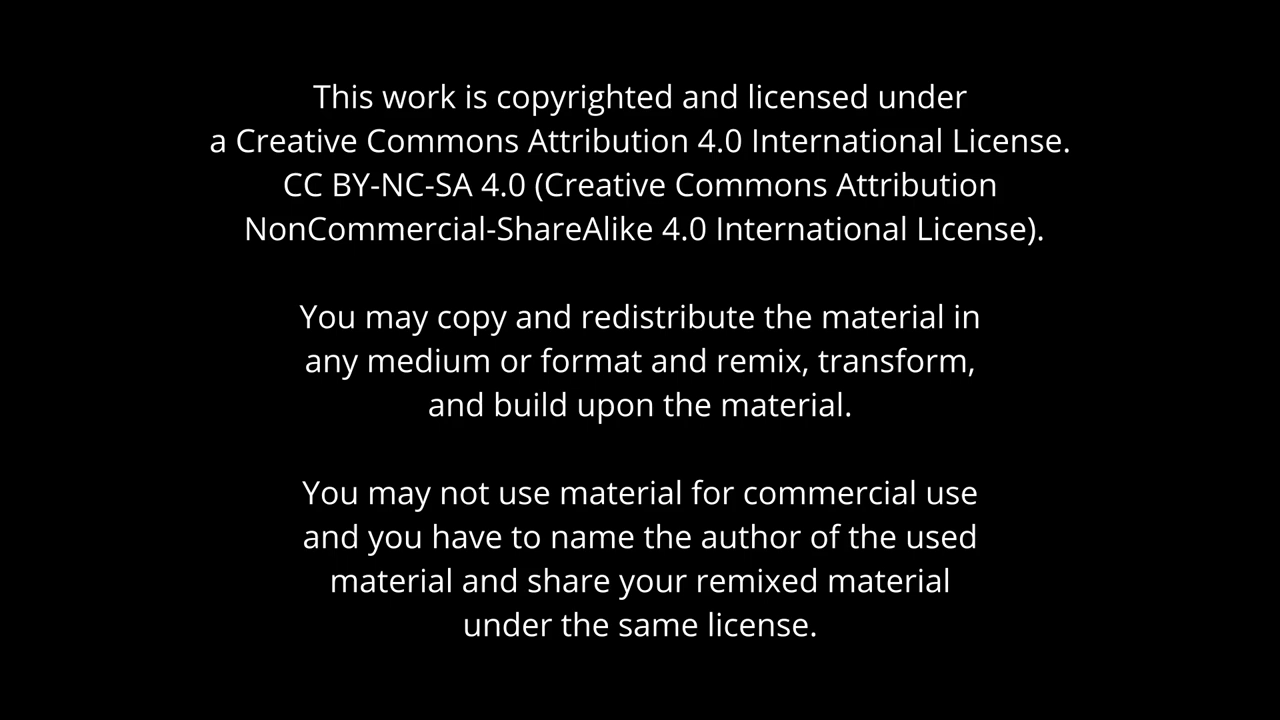 This work is copyrighted and licensed under
a Creative Commons Attribution 4.0 International License.
CC BY-NC-SA 4.0 (Creative Commons Attribution
NonCommercial-ShareAlike 4.0 International License).
You may copy and redistribute the material in
any medium or format and remix, transform,
and build upon the material.
You may not use material for commercial use
and you have to name the author of the used
material and share your remixed material
under the same license.